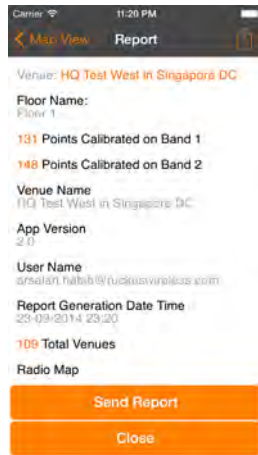 Carrier 11:20 PM
Map View Report
Venue: HQ Test West in Singapore DC
Floor Name:
Floor 1
131 Points Calibrated on Band 1
148 Points Calibrated on Band 2
Venue Name
HQ Test West in Singapore DC
App Version
2.0
User Name
arsalan.habib@ruckuswireless.com
Report Generation Date Time
23-09-2014 23:20
109 Total Venues
Radio Map
Send Report
Close